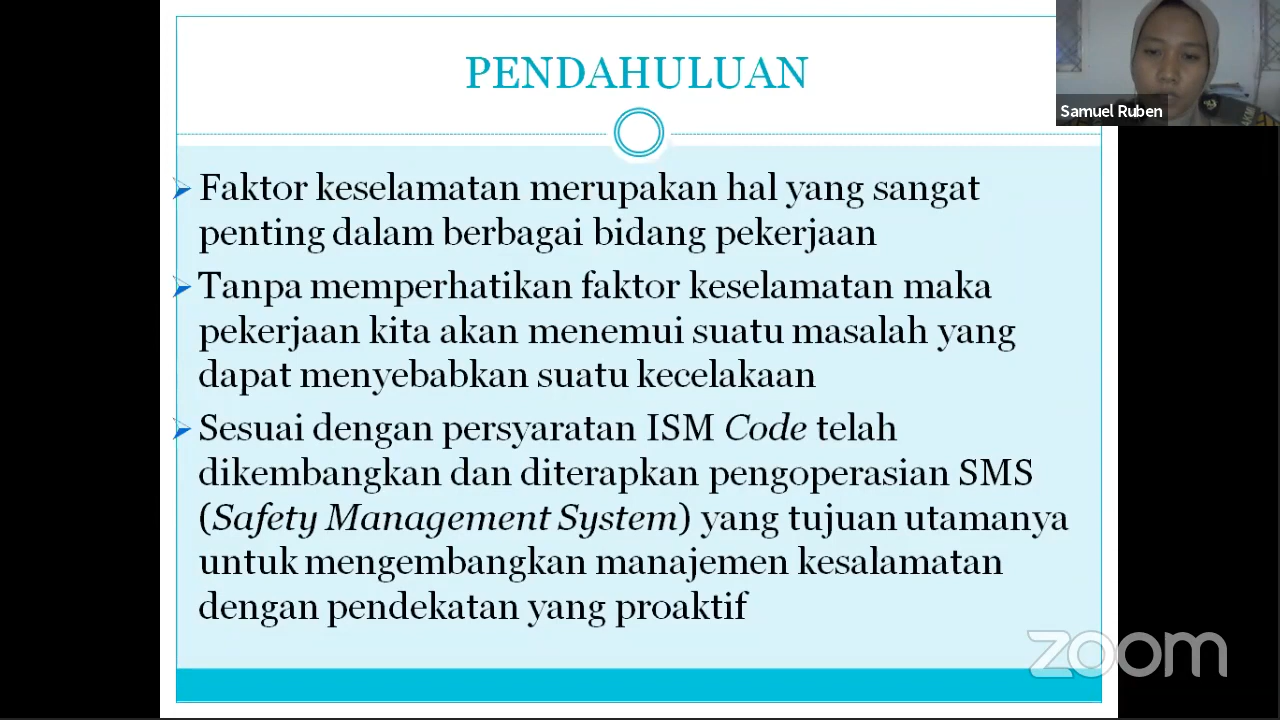 PENDAHULUAN
Samuel Ruben
Faktor keselamatan merupakan hal yang sangat
penting dalam berbagai bidang pekerjaan
Tanpa memperhatikan faktor keselamatan maka
pekerjaan kita akan menemui suatu masalah yang
dapat menyebabkan suatu kecelakaan
Sesuai dengan persyaratan ISM Code telah
dikembangkan dan diterapkan pengoperasian SMS
(Safety Management System) yang tujuan utamanya
untuk mengembangkan manajemen kesalamatan
dengan pendekatan yang proaktif
zoom